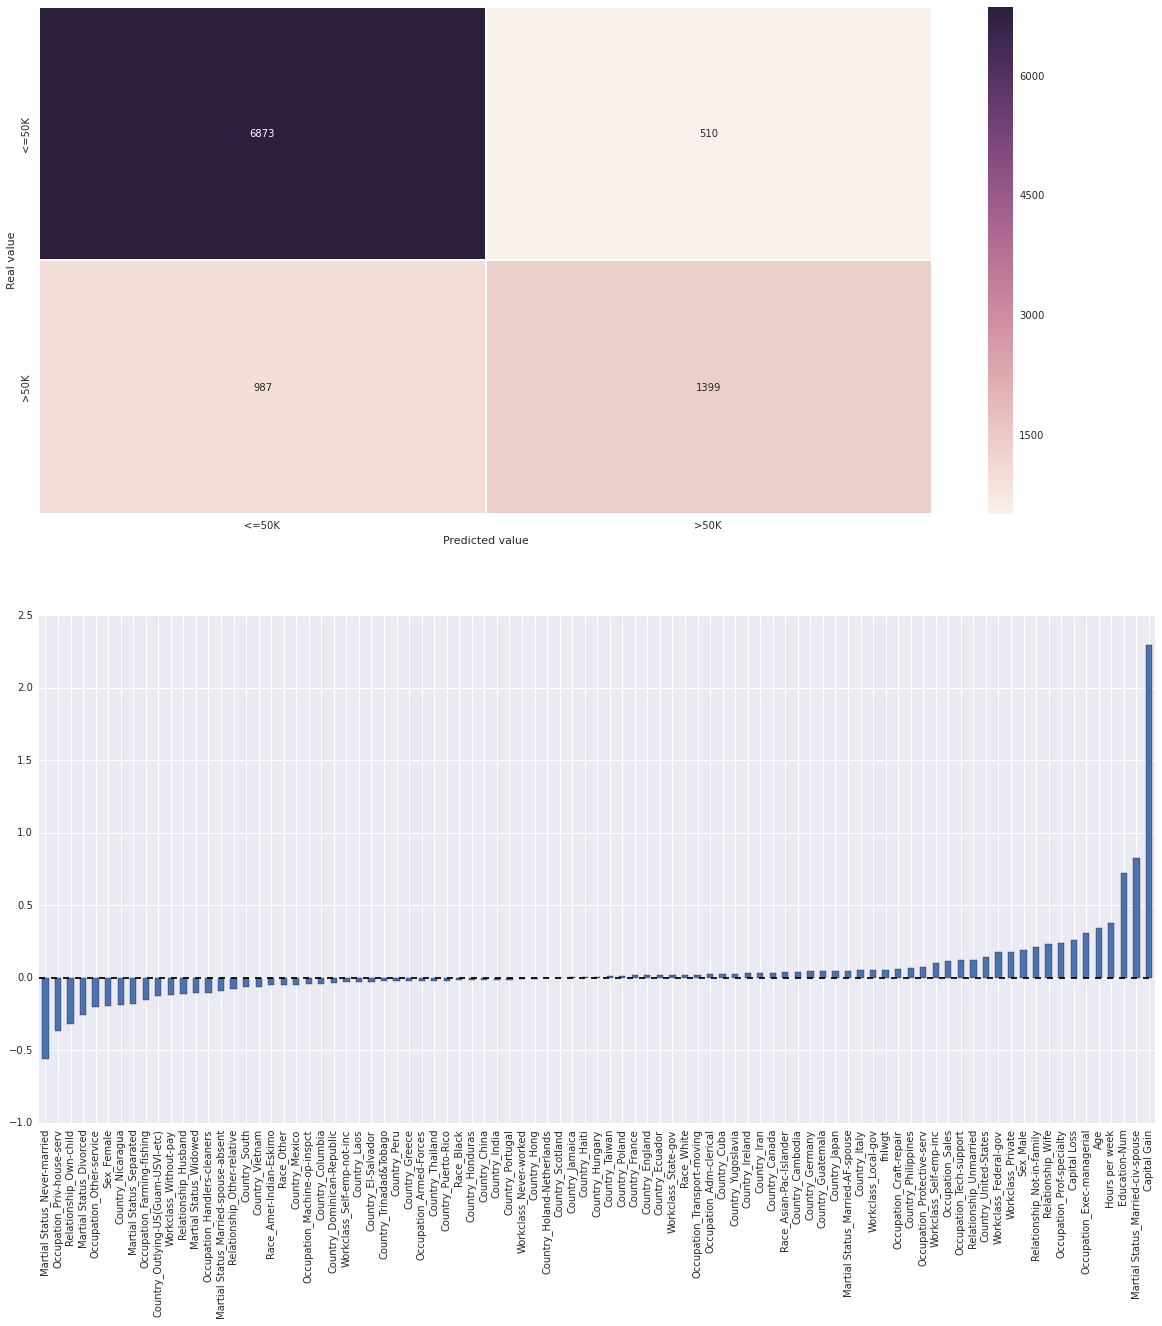 6873
510
987
1399
<=50K
>50K
Real value
<=50K
>50K
Predicted value
6000
4500
3000
1500
2.5
2.0
1.5
1.0
0.5
0.0
−0.5
−1.0
Martial Status_Never-married
Occupation_Priv-house-serv
Relationship_Own-child
Martial Status_Divorced
Occupation_Other-service
Sex_Female
Country_Nicaragua
Martial Status_Separated
Occupation_Farming-fishing
Country_Outlying-US(Guam-USVI-etc)
Workclass_Without-pay
Relationship_Husband
Martial Status_Widowed
Occupation_Handlers-cleaners
Martial Status_Married-spouse-absent
Relationship_Other-relative
Country_South
Country_Vietnam
Race_Amer-Indian-Eskimo
Race_Other
Country_Mexico
Occupation_Machine-op-inspct
Country_Columbia
Country_Dominican-Republic
Workclass_Self-emp-not-inc
Country_Laos
Country_El-Salvador
Country_Trinadad&Tobago
Country_Peru
Country_Greece
Occupation_Armed-Forces
Country_Thailand
Country_Puerto-Rico
Race_Black
Country_Honduras
Country_China
Country_India
Country_Portugal
Workclass_Never-worked
Country_Hong
Country_Holand-Netherlands
Country_Scotland
Country_Jamaica
Country_Haiti
Country_Hungary
Country_Taiwan
Country_Poland
Country_France
Country_England
Country_Ecuador
Workclass_State-gov
Race_White
Occupation_Transport-moving
Occupation_Adm-clerical
Country_Cuba
Country_Yugoslavia
Country_Ireland
Country_Iran
Country_Canada
Race_Asian-Pac-Islander
Country_Cambodia
Country_Germany
Country_Guatemala
Country_Japan
Martial Status_Married-AF-spouse
Country_Italy
Workclass_Local-gov
fnlwgt
Occupation_Craft-repair
Country_Philippines
Occupation_Protective-serv
Workclass_Self-emp-inc
Occupation_Sales
Occupation_Tech-support
Relationship_Unmarried
Country_United-States
Workclass_Federal-gov
Workclass_Private
Sex_Male
Relationship_Not-in-family
Relationship_Wife
Occupation_Prof-specialty
Capital Loss
Occupation_Exec-managerial
Age
Hours per week
Education-Num
Martial Status_Married-civ-spouse
Capital Gain